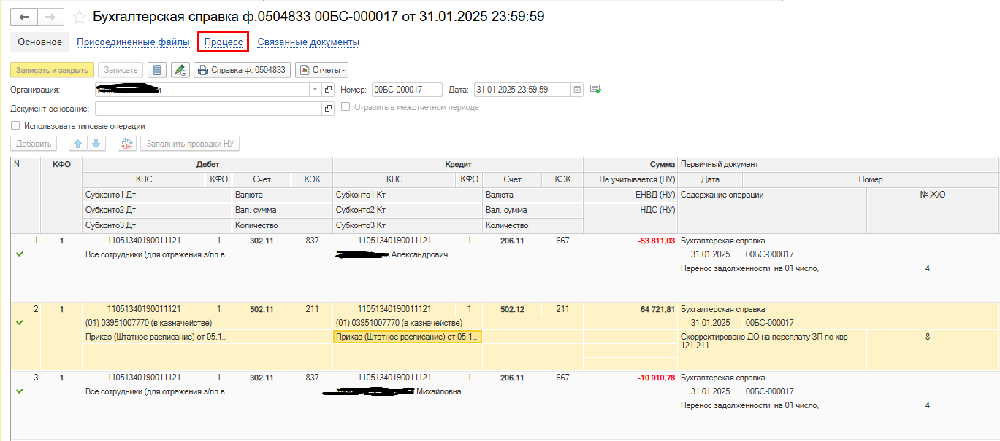 Бухгалтерская справка ф.0504833 00БС-000017 от 31.01.2025 23:59:59
Основное Присоединенные файлы Процесс Связанные документы
Записать и закрыть Записать Справка ф. 0504833 Отчеты
Организация: Номер: 00БС-000017 Дата: 31.01.2025 23:59:59
Документ-основание: Отразить в межотчетном периоде
Использовать типовые операции
Добавить Дт Кт Заполнить проводки НУ
N КФО Дебет Кредит Сумма Первичный документ
КПС КФО Счет КЭК КПС КФО Счет КЭК Не учитывается (НУ) Дата Номер
Субконто1 Дт Валюта Субконто1 Кт Валюта ЕНВД (НУ) Содержание операции № Ж/О
Субконто2 Дт Вал. сумма Субконто2 Кт Вал. сумма НДС (НУ)
Субконто3 Дт Количество Субконто3 Кт Количество
1 1 11051340190011121 1 302.11 837 11051340190011121 1 206.11 667 -53 811,03 Бухгалтерская справка
Все сотрудники (для отражения з/пл в... Александрович 31.01.2025 00БС-000017
Перенос задолженности на 01 число, 4
2 1 11051340190011121 1 502.11 211 11051340190011121 1 502.12 211 64 721,81 Бухгалтерская справка
(01) 03951007770 (в казначействе) (01) 03951007770 (в казначействе) 31.01.2025 00БС-000017
Приказ (Штатное расписание) от 05.1... Приказ (Штатное расписание) от 05.1... Скорректировано ДО на переплату ЗП по квр 8
121-211
3 1 11051340190011121 1 302.11 837 11051340190011121 1 206.11 667 -10 910,78 Бухгалтерская справка
Все сотрудники (для отражения з/пл в... Михайловна 31.01.2025 00БС-000017
Перенос задолженности на 01 число, 4